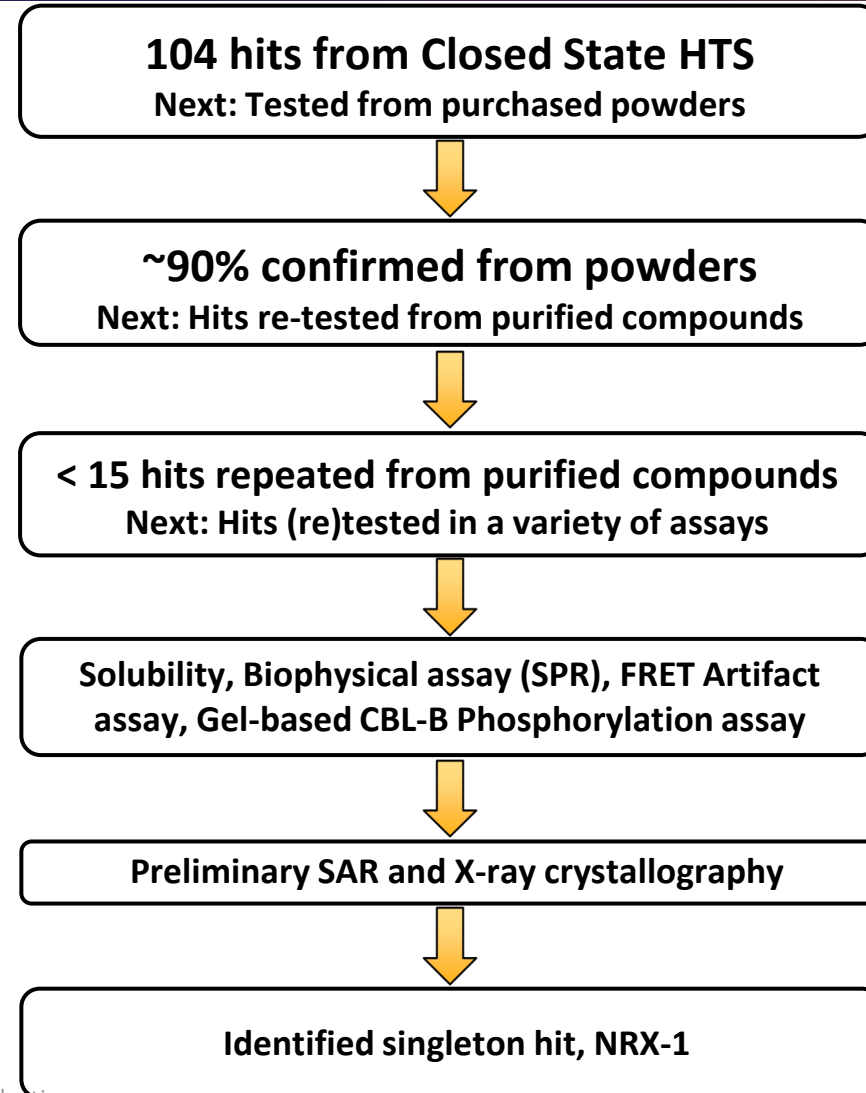 104 hits from Closed State HTS
Next: Tested from purchased powders
~90% confirmed from powders
Next: Hits re-tested from purified compounds
< 15 hits repeated from purified compounds
Next: Hits (re)tested in a variety of assays
Solubility, Biophysical assay (SPR), FRET Artifact
assay, Gel-based CBL-B Phosphorylation assay
Preliminary SAR and X-ray crystallography
Identified singleton hit, NRX-1